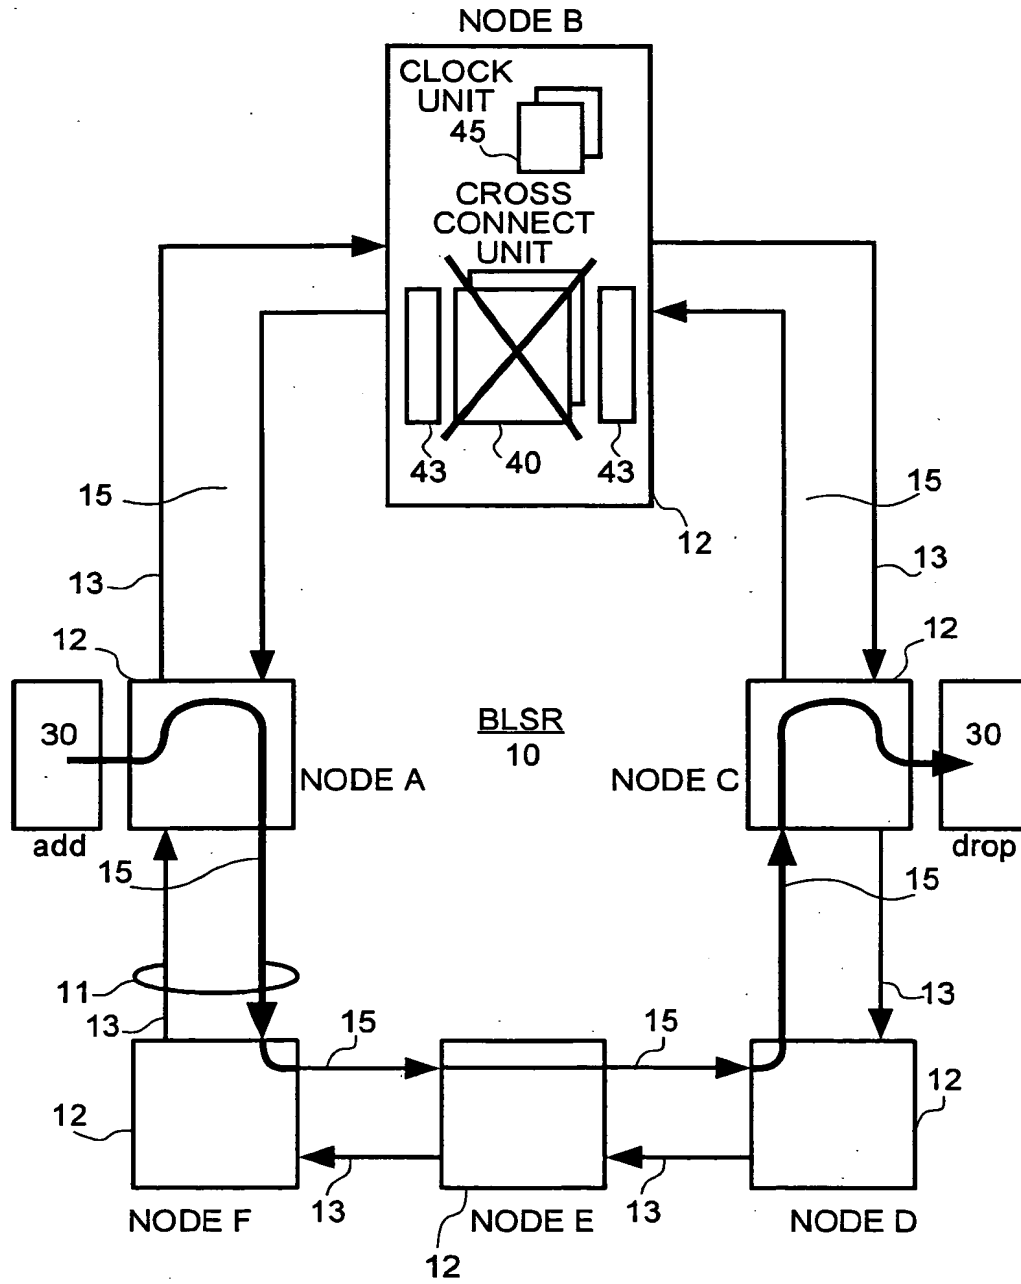 NODE B
CLOCK
UNIT
45
CROSS
CONNECT
UNIT
43
40
43
15
15
12
13
13
12
12
30
BLSR
10
30
NODE A
NODE C
add
drop
15
15
11
13
13
15
15
12
12
13
13
NODE F
NODE E
NODE D
12